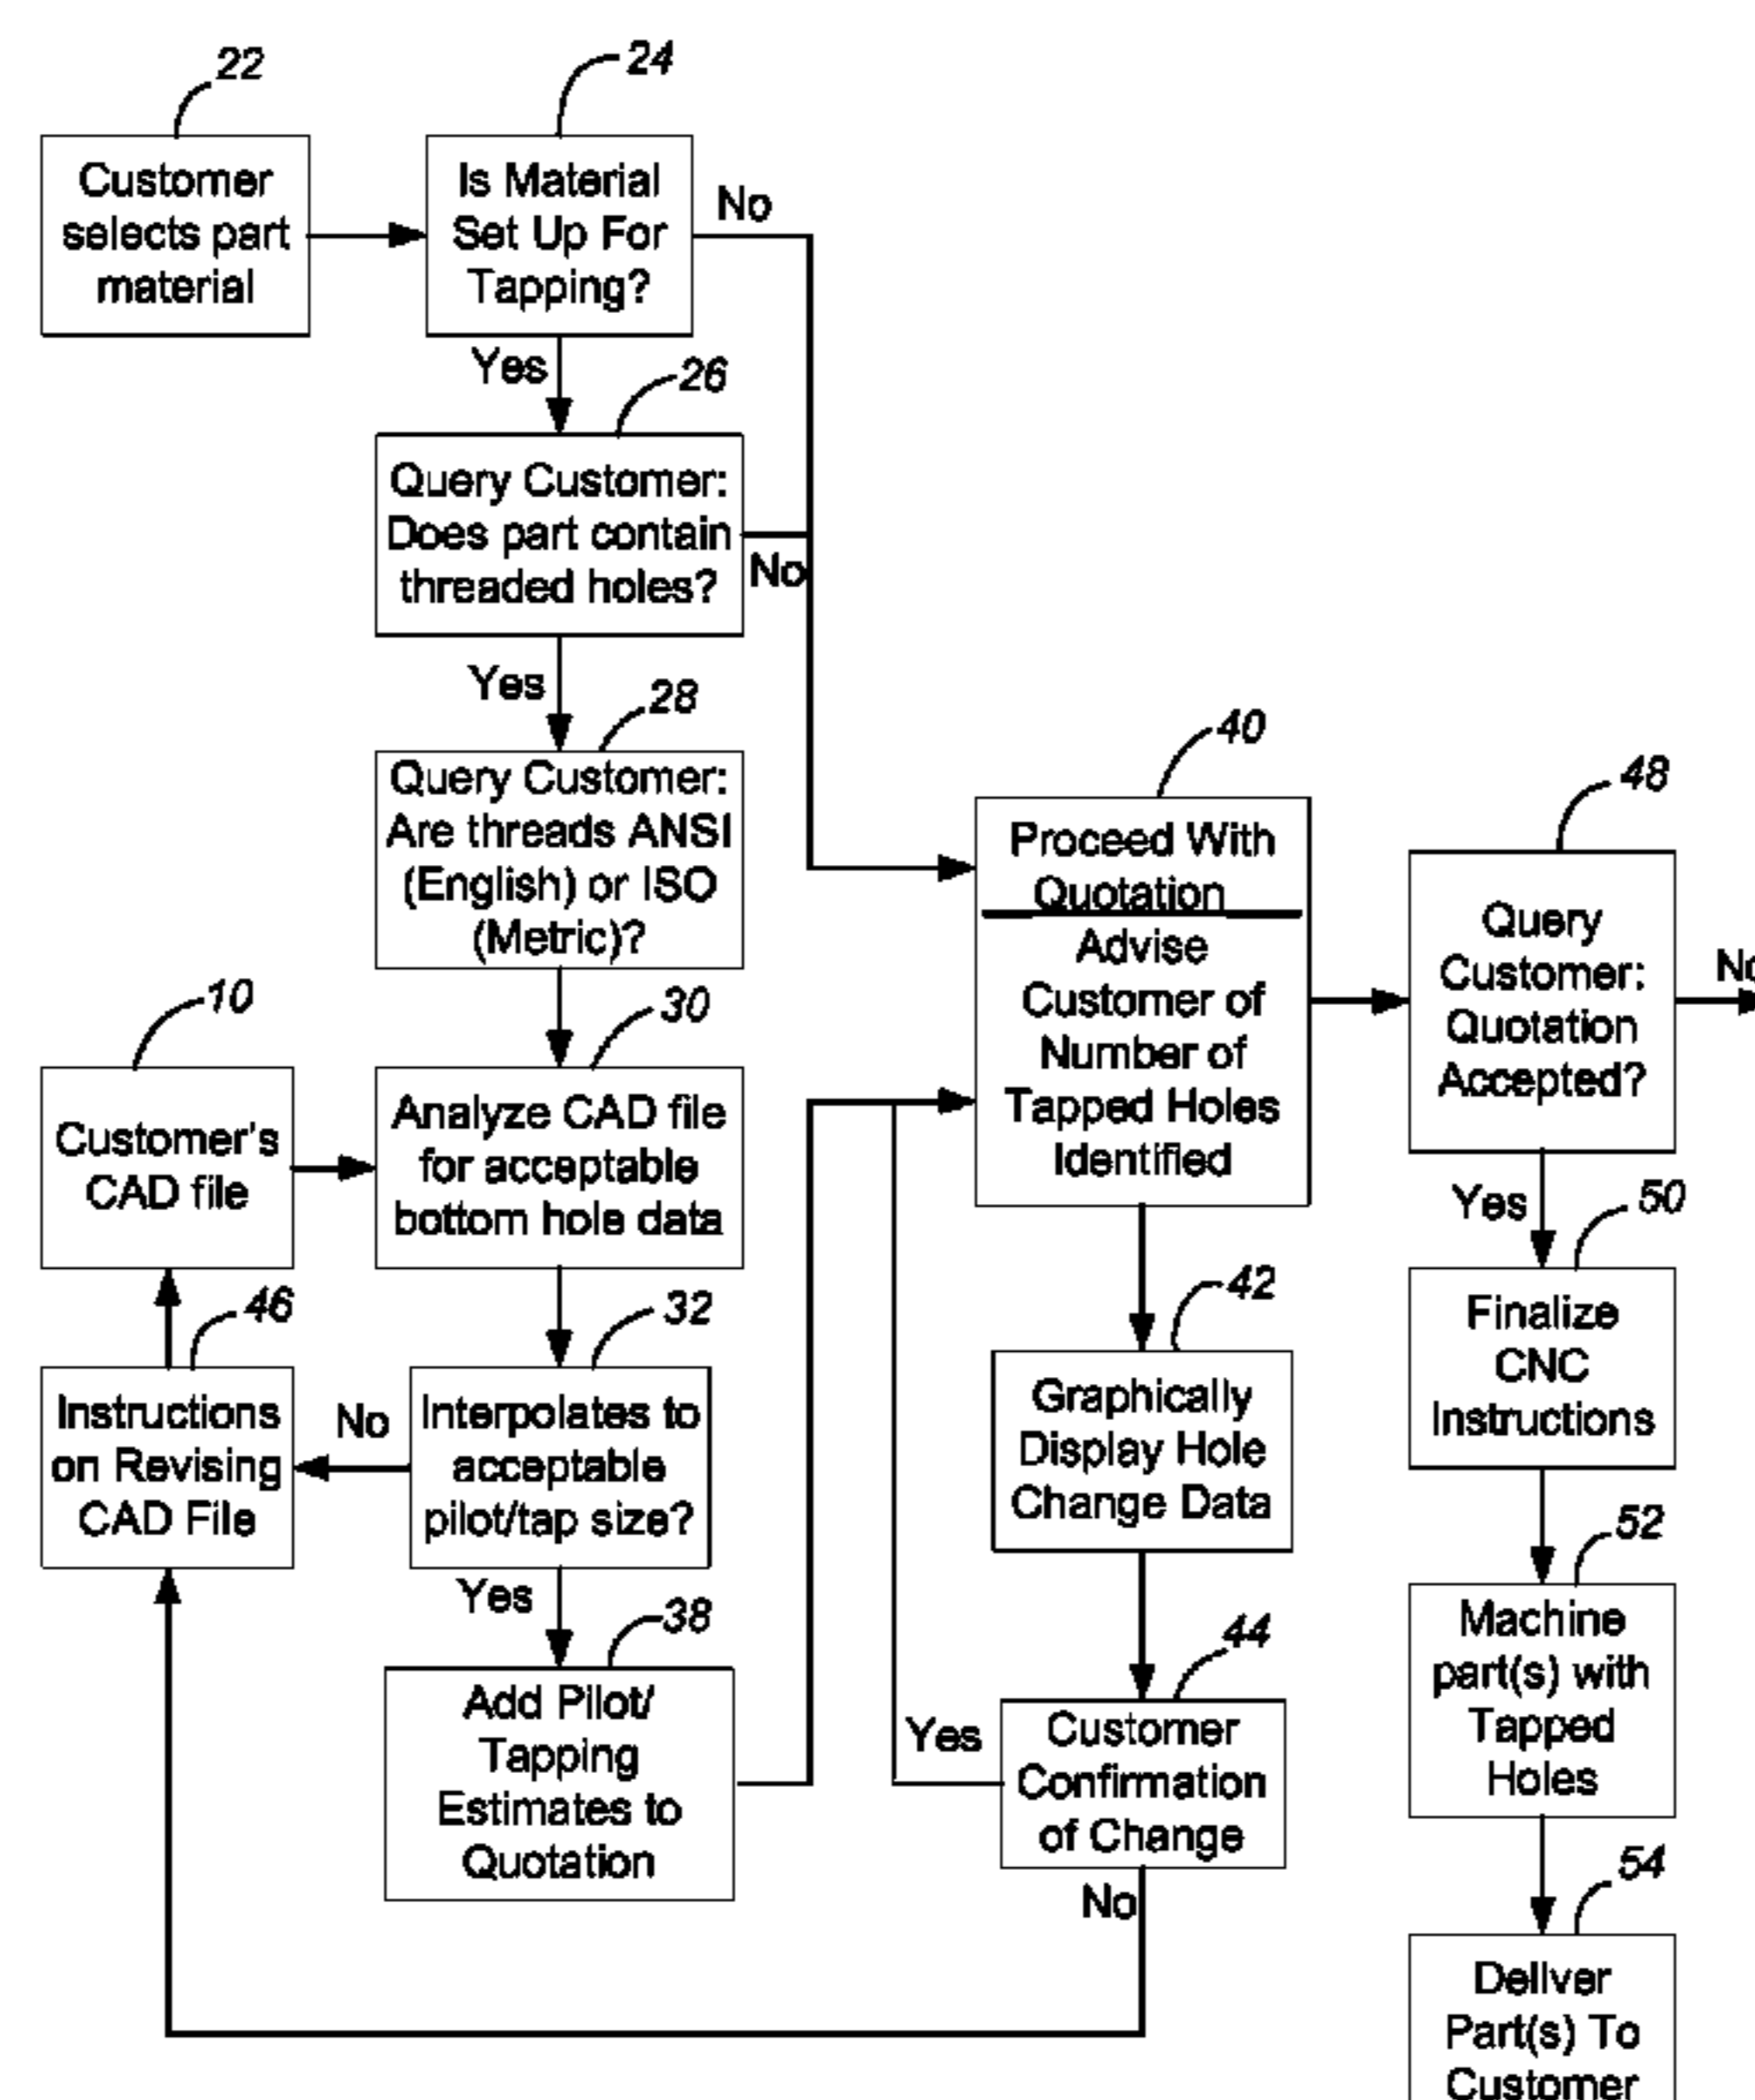 22
Customer
selects part
material
24
Is Material
Set Up For
Tapping?
No
Yes
26
Query Customer:
Does part contain
threaded holes?
No
Yes
28
Query Customer:
Are threads ANSI
(English) or ISO
(Metric)?
10
Customer's
CAD file
30
Analyze CAD file
for acceptable
bottom hole data
46
Instructions
on Revising
CAD File
No
32
Interpolates to
acceptable
pilot/tap size?
Yes
38
Add Pilot/
Tapping
Estimates to
Quotation
40
Proceed With
Quotation
Advise
Customer of
Number of
Tapped Holes
Identified
42
Graphically
Display Hole
Change Data
44
Yes
Customer
Confirmation
of Change
No
48
Query
Customer:
Quotation
Accepted?
No
Yes
50
Finalize
CNC
Instructions
52
Machine
part(s) with
Tapped
Holes
54
Deliver
Part(s) To
Customer